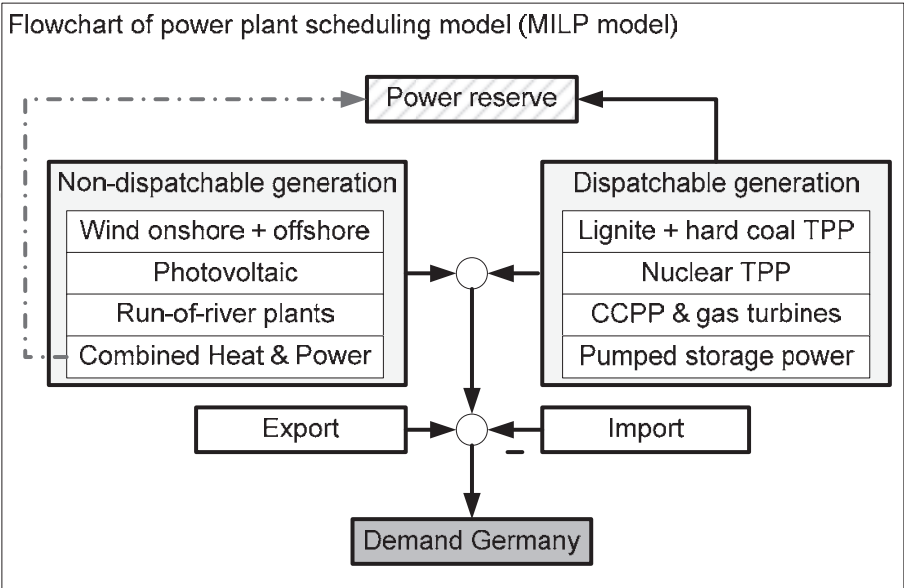 Flowchart of power plant scheduling model (MILP model)
Power reserve
Non-dispatchable generation
Wind onshore + offshore
Photovoltaic
Run-of-river plants
Combined Heat & Power
Dispatchable generation
Lignite + hard coal TPP
Nuclear TPP
CCPP & gas turbines
Pumped storage power
Export
Import
–
Demand Germany